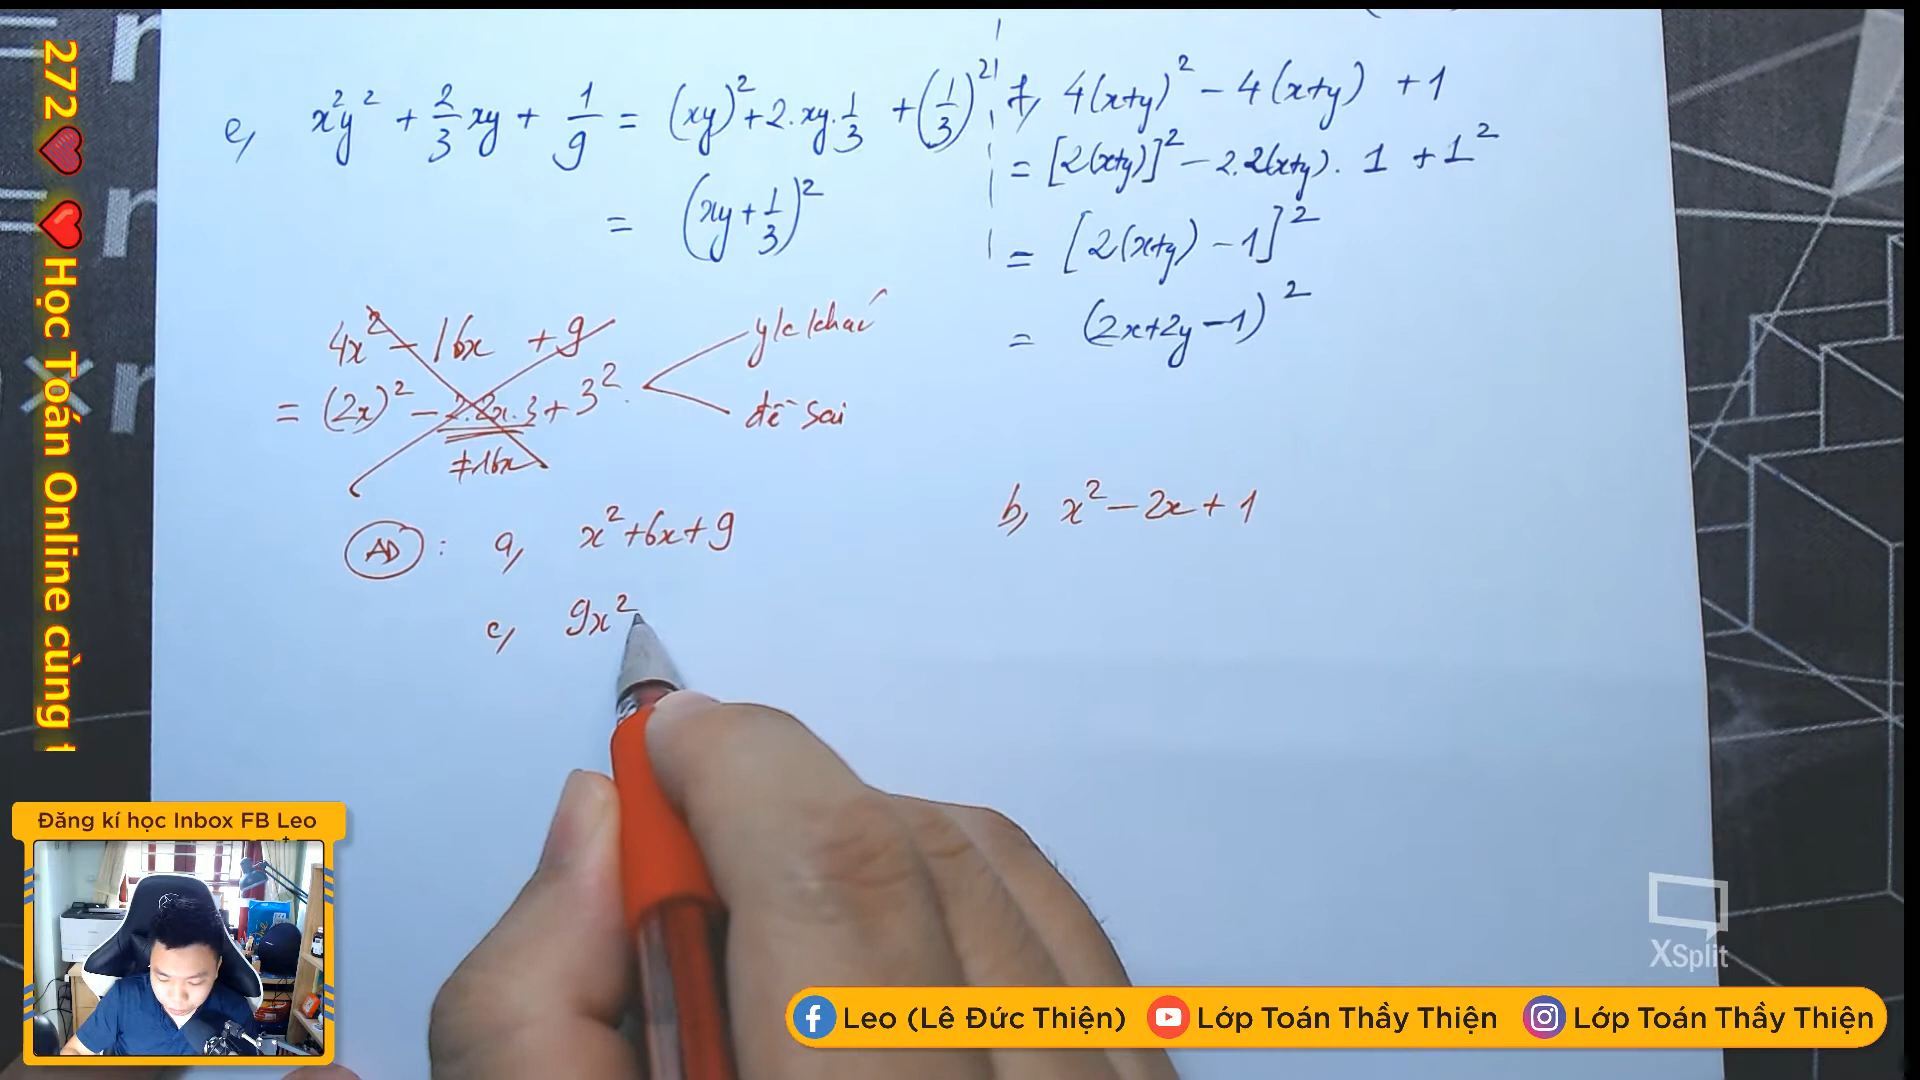 272 ❤ ❤ Học Toán Online cùng t
e, x²y² + 2/3 xy + 1/9 = (xy)² + 2.xy.1/3 + (1/3)²
= (xy + 1/3)²
f, 4(x+y)² - 4(x+y) + 1
= [2(x+y)]² - 2.2(x+y). 1 + 1²
= [2(x+y) - 1]²
= (2x+2y-1)²
4x² - 16x + 9
= (2x)² - 2.2x.3 + 3²
≠16x
y/c khai
đề sai
AD : a, x²+6x+9
b, x² - 2x + 1
c, 9x²
Đăng kí học Inbox FB Leo
XSplit
Leo (Lê Đức Thiện) Lớp Toán Thầy Thiện Lớp Toán Thầy Thiện